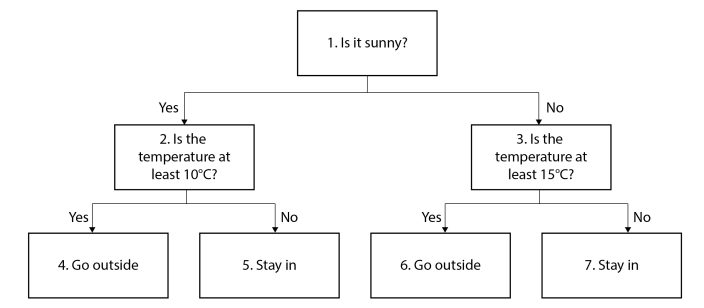 1. Is it sunny?
Yes
No
2. Is the
temperature at
least 10°C?
3. Is the
temperature at
least 15°C?
Yes
No
Yes
No
4. Go outside
5. Stay in
6. Go outside
7. Stay in